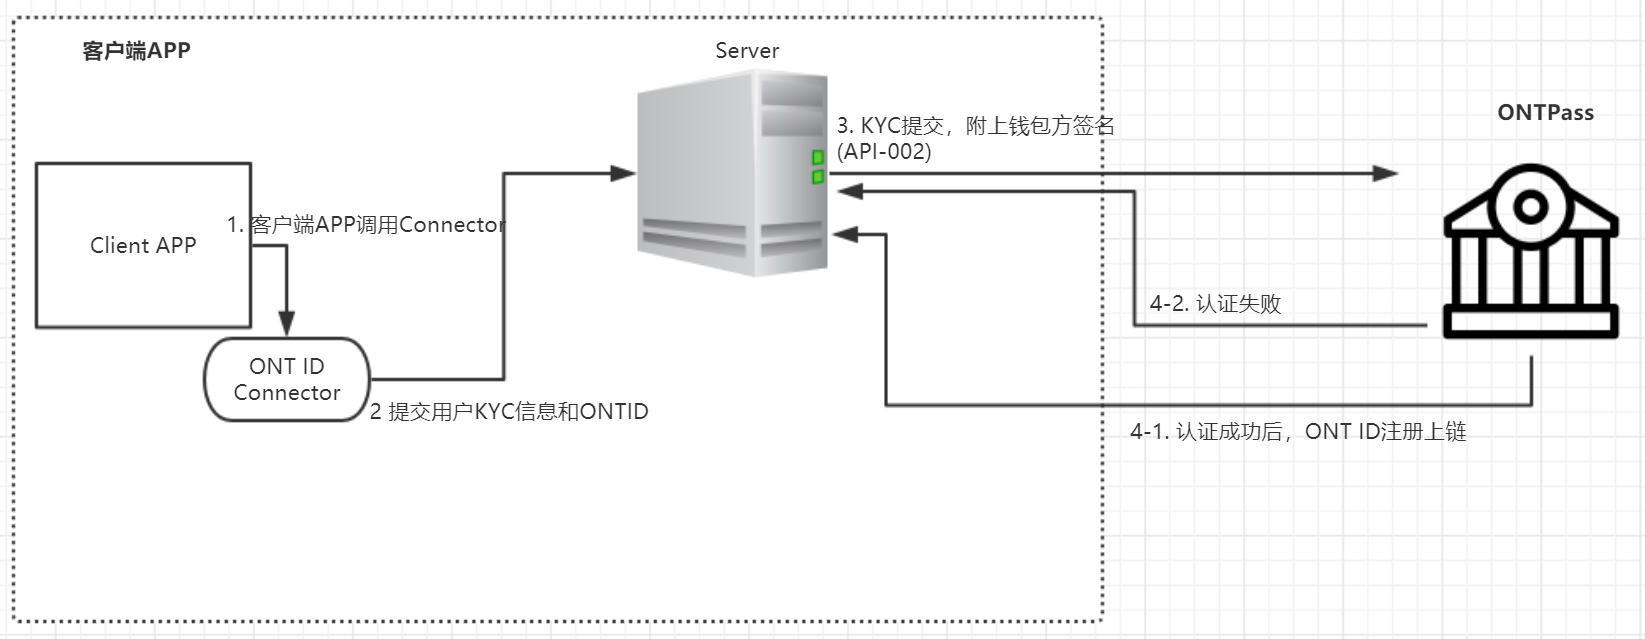 客户端APP
Server
ONTPass
3. KYC提交，附上钱包方签名
(API-002)
1. 客户端APP调用Connector
Client APP
4-2. 认证失败
ONT ID
Connector
2 提交用户KYC信息和ONTID
4-1. 认证成功后，ONT ID注册上链